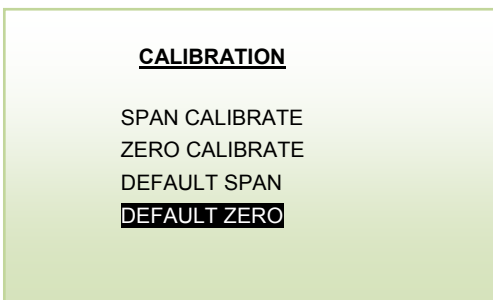 CALIBRATION
SPAN CALIBRATE
ZERO CALIBRATE
DEFAULT SPAN
DEFAULT ZERO